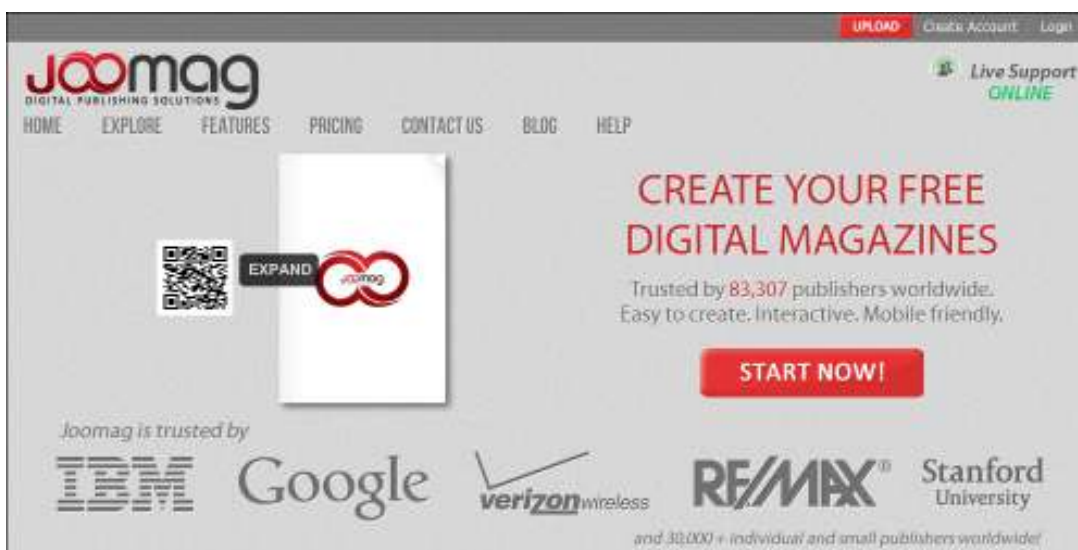 UPLOAD Create Account Login
Joomag
DIGITAL PUBLISHING SOLUTIONS
Live Support
ONLINE
HOME EXPLORE FEATURES PRICING CONTACT US BLOG HELP
CREATE YOUR FREE
DIGITAL MAGAZINES
EXPAND
Joomag
Trusted by 83,307 publishers worldwide.
Easy to create. Interactive. Mobile friendly.
START NOW!
Joomag is trusted by
IBM Google verizonwireless RE/MAX® Stanford
University
and 30,000 + individual and small publishers worldwide!